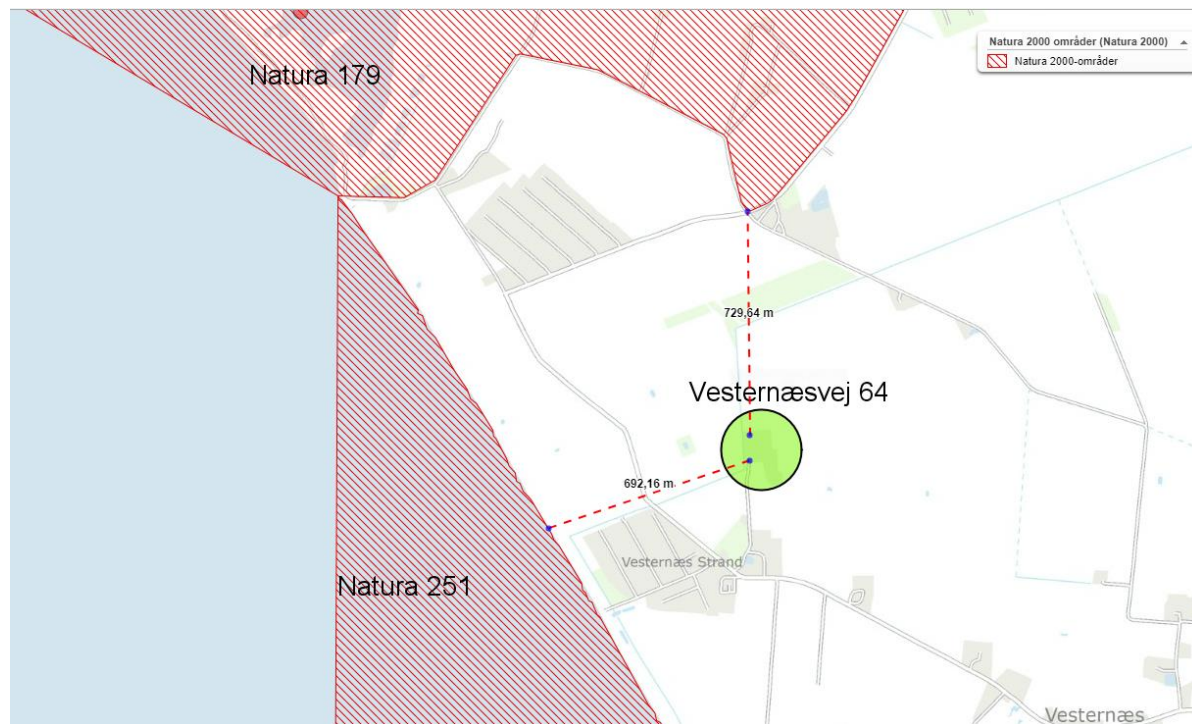 Natura 2000 områder (Natura 2000)
Natura 2000-områder
Natura 179
729,64 m
Vesternæsvej 64
692,16 m
Vesternæs Strand
Natura 251
Vesternæs